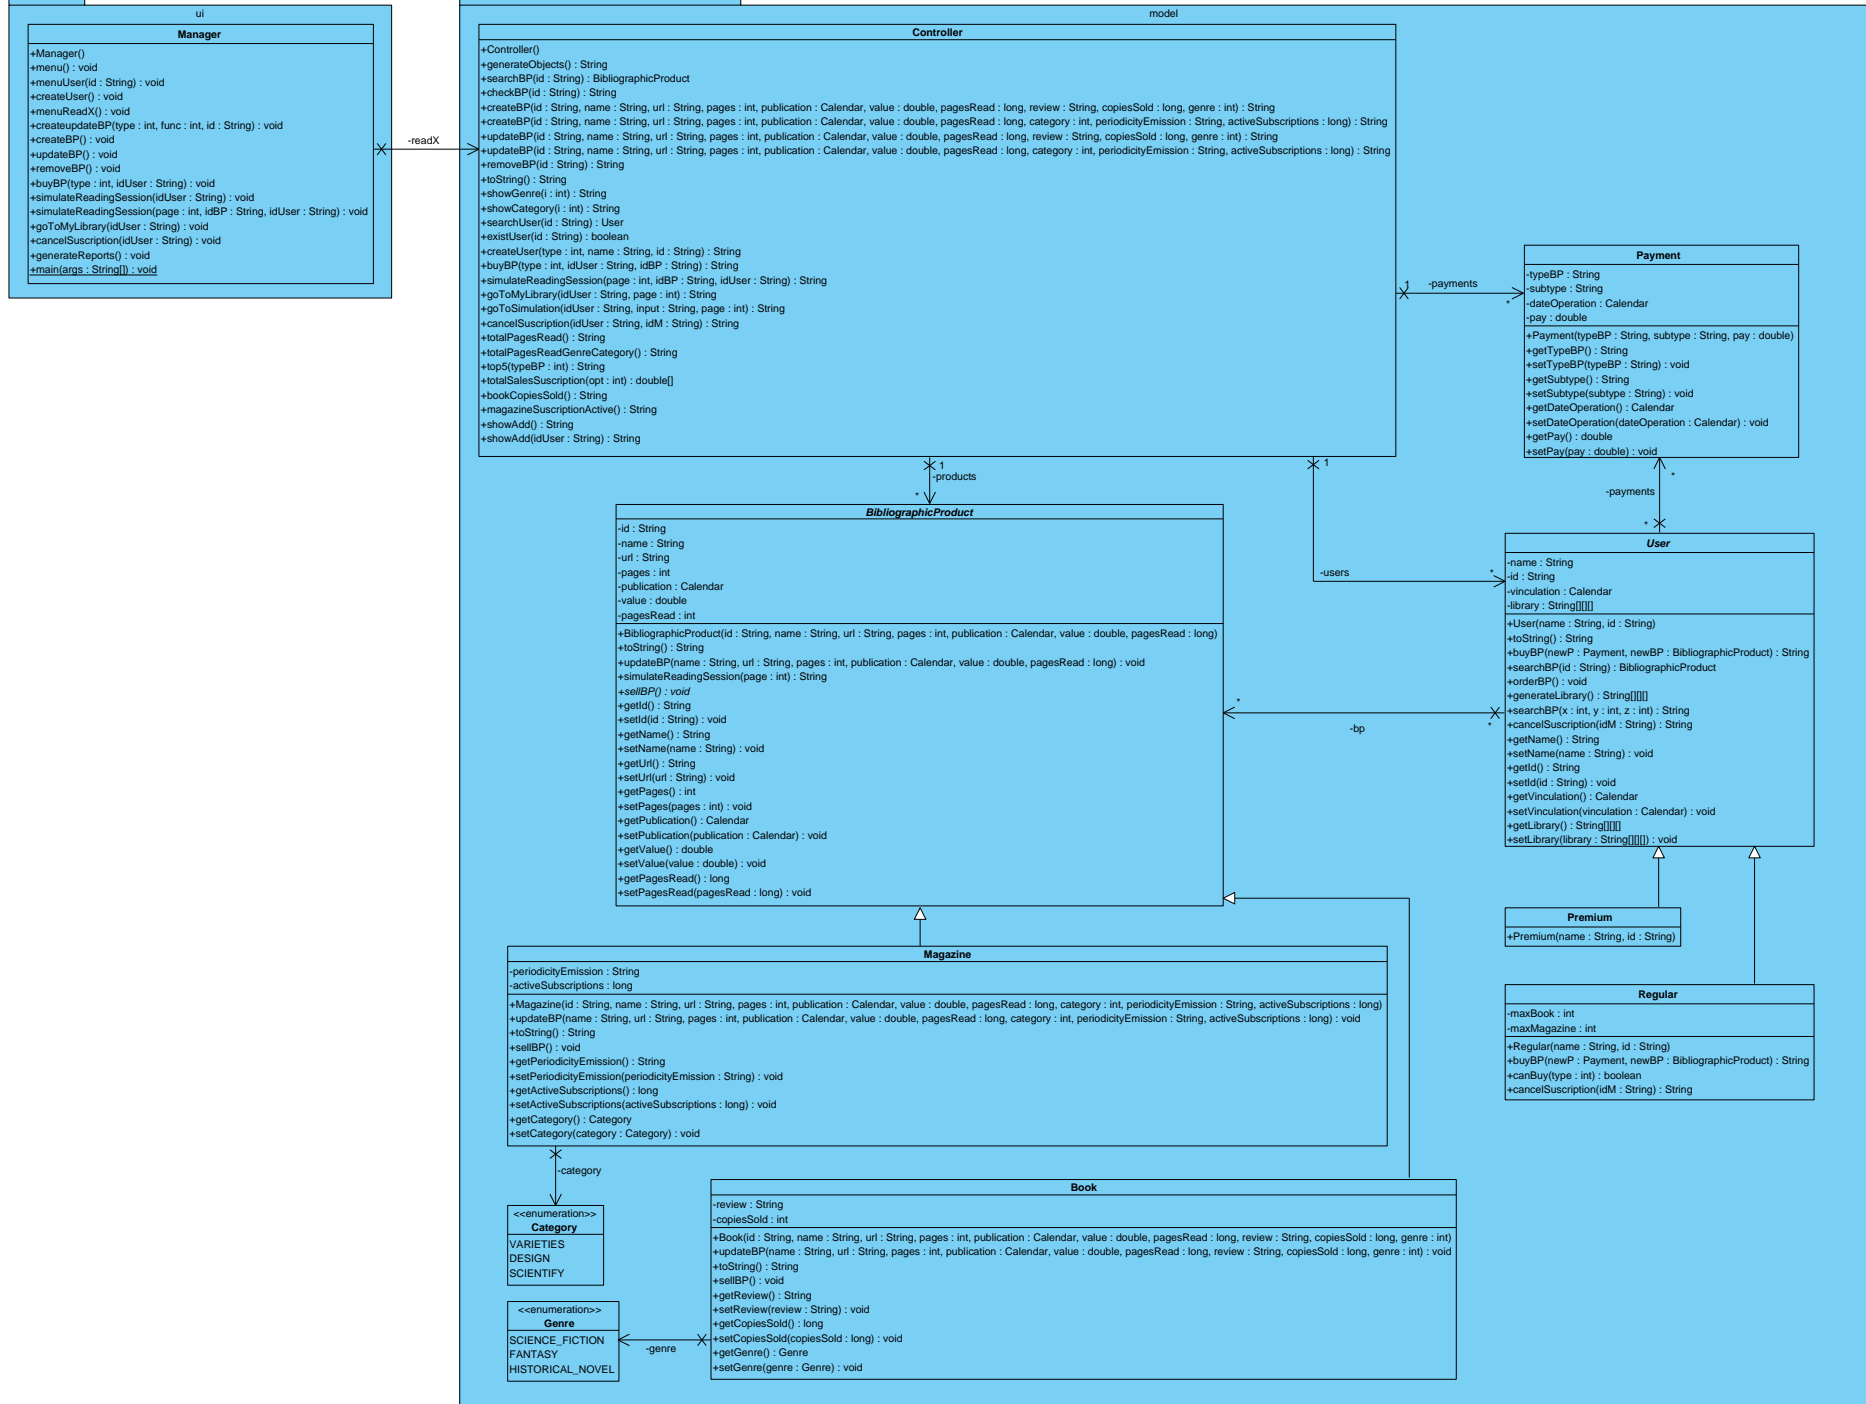 ui
Manager
+Manager()
+menu() : void
+menuUser(id : String) : void
+createUser() : void
+menuReadX() : void
+createupdateBP(type : int, func : int, id : String) : void
+createBP() : void
+updateBP() : void
+removeBP() : void
+buyBP(type : int, idUser : String) : void
+simulateReadingSession(idUser : String) : void
+simulateReadingSession(page : int, idBP : String, idUser : String) : void
+goToMyLibrary(idUser : String) : void
+cancelSuscription(idUser : String) : void
+generateReports() : void
+main(args : String[]) : void
-readX
model
Controller
+Controller()
+generateObjects() : String
+searchBP(id : String) : BibliographicProduct
+checkBP(id : String) : String
+createBP(id : String, name : String, url : String, pages : int, publication : Calendar, value : double, pagesRead : long, review : String, copiesSold : long, genre : int) : String
+createBP(id : String, name : String, url : String, pages : int, publication : Calendar, value : double, pagesRead : long, category : int, periodicityEmission : String, activeSubscriptions : long) : String
+updateBP(id : String, name : String, url : String, pages : int, publication : Calendar, value : double, pagesRead : long, review : String, copiesSold : long, genre : int) : String
+updateBP(id : String, name : String, url : String, pages : int, publication : Calendar, value : double, pagesRead : long, category : int, periodicityEmission : String, activeSubscriptions : long) : String
+removeBP(id : String) : String
+toString() : String
+showGenre(i : int) : String
+showCategory(i : int) : String
+searchUser(id : String) : User
+existUser(id : String) : boolean
+createUser(type : int, name : String, id : String) : String
+buyBP(type : int, idUser : String, idBP : String) : String
+simulateReadingSession(page : int, idBP : String, idUser : String) : String
+goToMyLibrary(idUser : String, page : int) : String
+goToSimulation(idUser : String, input : String, page : int) : String
+cancelSuscription(idUser : String, idM : String) : String
+totalPagesRead() : String
+totalPagesReadGenreCategory() : String
+top5(typeBP : int) : String
+totalSalesSuscription(opt : int) : double[]
+bookCopiesSold() : String
+magazineSuscriptionActive() : String
+showAdd() : String
+showAdd(idUser : String) : String
1
-payments
*
Payment
-typeBP : String
-subtype : String
-dateOperation : Calendar
-pay : double
+Payment(typeBP : String, subtype : String, pay : double)
+getTypeBP() : String
+setTypeBP(typeBP : String) : void
+getSubtype() : String
+setSubtype(subtype : String) : void
+getDateOperation() : Calendar
+setDateOperation(dateOperation : Calendar) : void
+getPay() : double
+setPay(pay : double) : void
1
-products
*
1
-users
*
*
-payments
*
BibliographicProduct
-id : String
-name : String
-url : String
-pages : int
-publication : Calendar
-value : double
-pagesRead : int
+BibliographicProduct(id : String, name : String, url : String, pages : int, publication : Calendar, value : double, pagesRead : long)
+toString() : String
+updateBP(name : String, url : String, pages : int, publication : Calendar, value : double, pagesRead : long) : void
+simulateReadingSession(page : int) : String
+sellBP() : void
+getId() : String
+setId(id : String) : void
+getName() : String
+setName(name : String) : void
+getUrl() : String
+setUrl(url : String) : void
+getPages() : int
+setPages(pages : int) : void
+getPublication() : Calendar
+setPublication(publication : Calendar) : void
+getValue() : double
+setValue(value : double) : void
+getPagesRead() : long
+setPagesRead(pagesRead : long) : void
*
-bp
*
User
-name : String
-id : String
-vinculation : Calendar
-library : String[][][]
+User(name : String, id : String)
+toString() : String
+buyBP(newP : Payment, newBP : BibliographicProduct) : String
+searchBP(id : String) : BibliographicProduct
+orderBP() : void
+generateLibrary() : String[][][]
+searchBP(x : int, y : int, z : int) : String
+cancelSuscription(idM : String) : String
+getName() : String
+setName(name : String) : void
+getId() : String
+setId(id : String) : void
+getVinculation() : Calendar
+setVinculation(vinculation : Calendar) : void
+getLibrary() : String[][][]
+setLibrary(library : String[][][]) : void
Premium
+Premium(name : String, id : String)
Regular
-maxBook : int
-maxMagazine : int
+Regular(name : String, id : String)
+buyBP(newP : Payment, newBP : BibliographicProduct) : String
+canBuy(type : int) : boolean
+cancelSuscription(idM : String) : String
Magazine
-periodicityEmission : String
-activeSubscriptions : long
+Magazine(id : String, name : String, url : String, pages : int, publication : Calendar, value : double, pagesRead : long, category : int, periodicityEmission : String, activeSubscriptions : long)
+updateBP(name : String, url : String, pages : int, publication : Calendar, value : double, pagesRead : long, category : int, periodicityEmission : String, activeSubscriptions : long) : void
+toString() : String
+sellBP() : void
+getPeriodicityEmission() : String
+setPeriodicityEmission(periodicityEmission : String) : void
+getActiveSubscriptions() : long
+setActiveSubscriptions(activeSubscriptions : long) : void
+getCategory() : Category
+setCategory(category : Category) : void
-category
<<enumeration>>
Category
VARIETIES
DESIGN
SCIENTIFY
<<enumeration>>
Genre
SCIENCE_FICTION
FANTASY
HISTORICAL_NOVEL
-genre
Book
-review : String
-copiesSold : int
+Book(id : String, name : String, url : String, pages : int, publication : Calendar, value : double, pagesRead : long, review : String, copiesSold : long, genre : int)
+updateBP(name : String, url : String, pages : int, publication : Calendar, value : double, pagesRead : long, review : String, copiesSold : long, genre : int) : void
+toString() : String
+sellBP() : void
+getReview() : String
+setReview(review : String) : void
+getCopiesSold() : long
+setCopiesSold(copiesSold : long) : void
+getGenre() : Genre
+setGenre(genre : Genre) : void